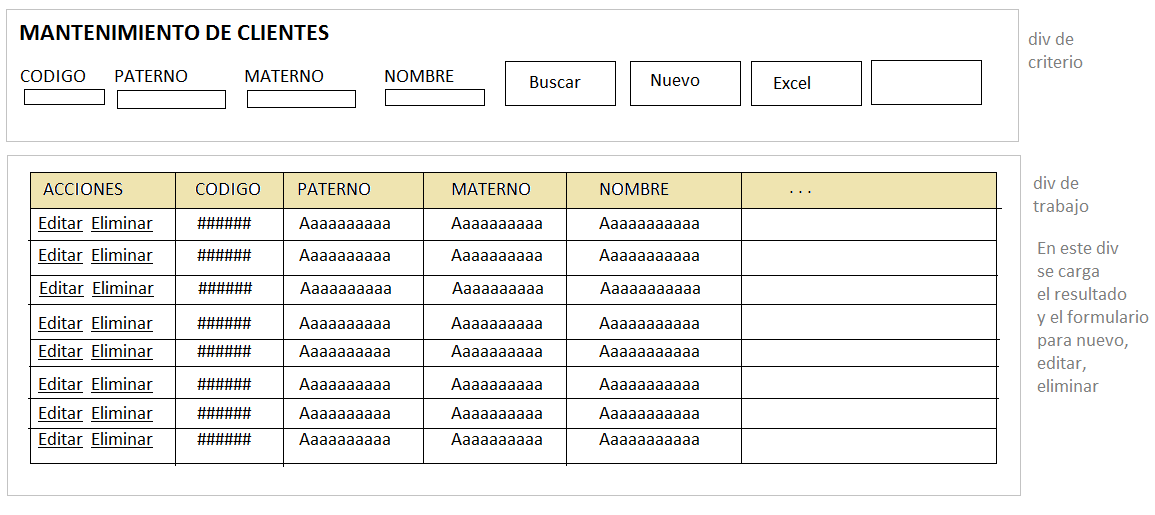 MANTENIMIENTO DE CLIENTES
div de
criterio
CODIGO PATERNO MATERNO NOMBRE Buscar Nuevo Excel
ACCIONES CODIGO PATERNO MATERNO NOMBRE . . .
Editar Eliminar ###### Aaaaaaaaaa Aaaaaaaaaa Aaaaaaaaaaa
Editar Eliminar ###### Aaaaaaaaaa Aaaaaaaaaa Aaaaaaaaaaa
Editar Eliminar ###### Aaaaaaaaaa Aaaaaaaaaa Aaaaaaaaaaa
Editar Eliminar ###### Aaaaaaaaaa Aaaaaaaaaa Aaaaaaaaaaa
Editar Eliminar ###### Aaaaaaaaaa Aaaaaaaaaa Aaaaaaaaaaa
Editar Eliminar ###### Aaaaaaaaaa Aaaaaaaaaa Aaaaaaaaaaa
Editar Eliminar ###### Aaaaaaaaaa Aaaaaaaaaa Aaaaaaaaaaa
Editar Eliminar ###### Aaaaaaaaaa Aaaaaaaaaa Aaaaaaaaaaa
div de
trabajo
En este div
se carga
el resultado
y el formulario
para nuevo,
editar,
eliminar